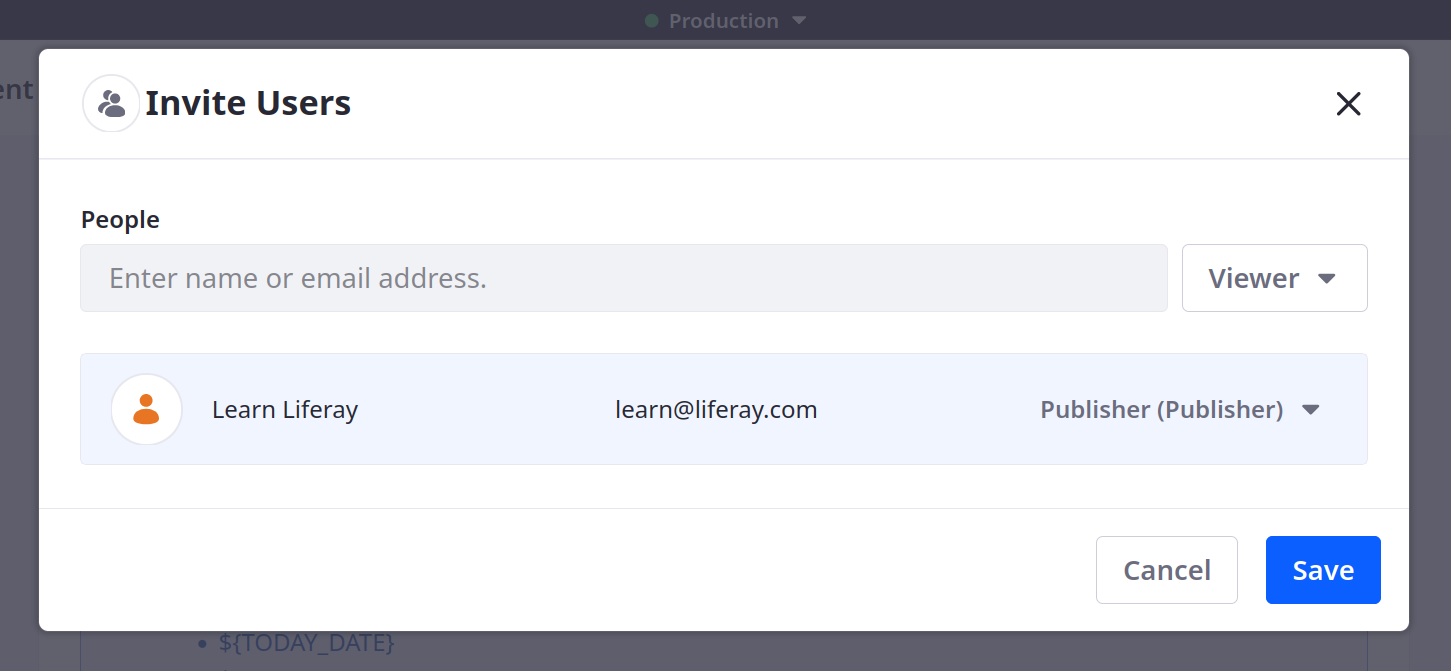 Production
ent
Invite Users
People
Enter name or email address.
Viewer
Learn Liferay learn@liferay.com Publisher (Publisher)
Cancel
Save
${TODAY_DATE}